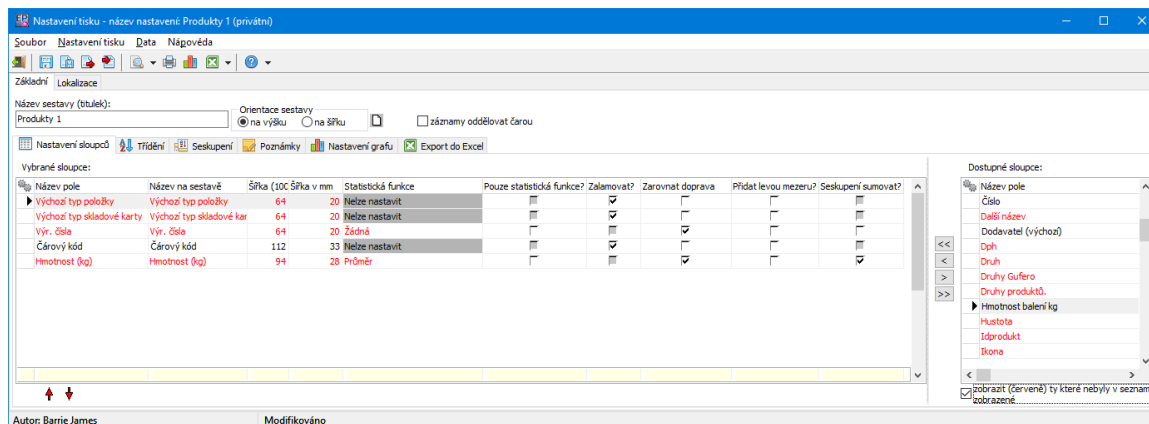 Nastavení tisku - název nastavení: Produkty 1 (privátní)
Soubor Nastavení tisku Data Nápověda
Základní Lokalizace
Název sestavy (titulek):
Produkty 1
Orientace sestavy
na výšku na šířku
záznamy oddělovat čarou
Nastavení sloupců Třídění Seskupení Poznámky Nastavení grafu Export do Excel
Vybrané sloupce:
Název pole Název na sestavě Šířka (100 Šířka v mm Statistická funkce Pouze statistická funkce? Zalamovat? Zarovnat doprava Přidat levou mezeru? Seskupení sumovat?
Výchozí typ položky Výchozí typ položky 64 20 Nelze nastavit
Výchozí typ skladové karty Výchozí typ skladové kar 64 20 Nelze nastavit
Výr. čísla Výr. čísla 64 20 Žádná
Čárový kód Čárový kód 112 33 Nelze nastavit
Hmotnost (kg) Hmotnost (kg) 94 28 Průměr
<<
<
>
>>
Dostupné sloupce:
Název pole
Číslo
Další název
Dodavatel (výchozí)
Dph
Druh
Druhy Gufero
Druhy produktů.
Hmotnost balení kg
Hustota
Idprodukt
Ikona
zobrazit (červeně) ty které nebyly v seznam
zobrazené
Autor: Barrie James Modifikováno